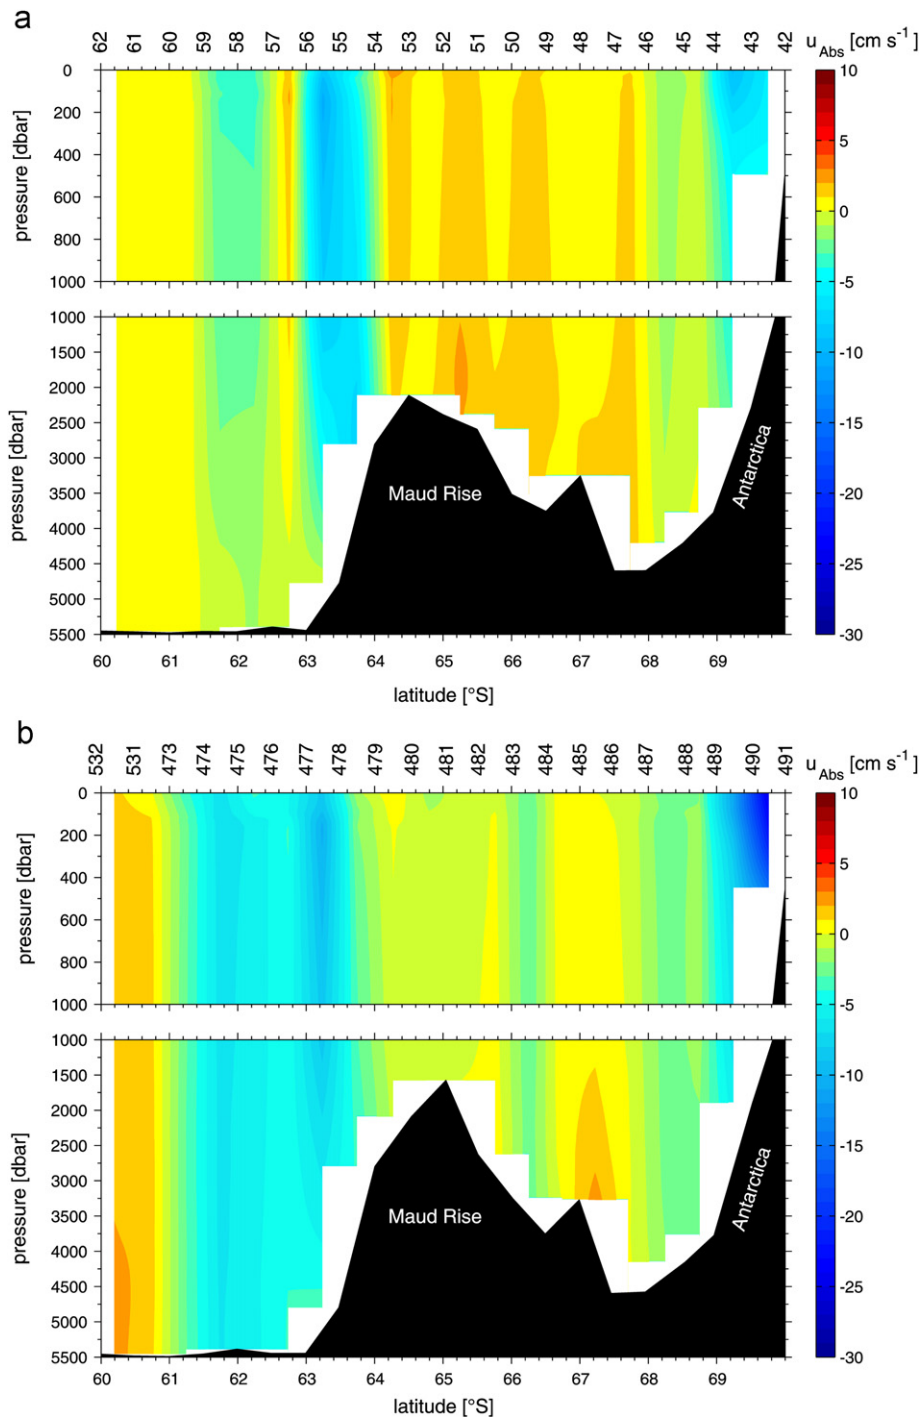 a
62 61 60 59 58 57 56 55 54 53 52 51 50 49 48 47 46 45 44 43 42
u_Abs [cm s⁻¹]
0
200
400
600
800
1000
pressure [dbar]
1000
1500
2000
2500
3000
3500
4000
4500
5000
5500
pressure [dbar]
Maud Rise
Antarctica
60 61 62 63 64 65 66 67 68 69
latitude [°S]
10
5
0
-5
-10
-15
-20
-25
-30
b
532 531 473 474 475 476 477 478 479 480 481 482 483 484 485 486 487 488 489 490 491
u_Abs [cm s⁻¹]
0
200
400
600
800
1000
pressure [dbar]
1000
1500
2000
2500
3000
3500
4000
4500
5000
5500
pressure [dbar]
Maud Rise
Antarctica
60 61 62 63 64 65 66 67 68 69
latitude [°S]
10
5
0
-5
-10
-15
-20
-25
-30